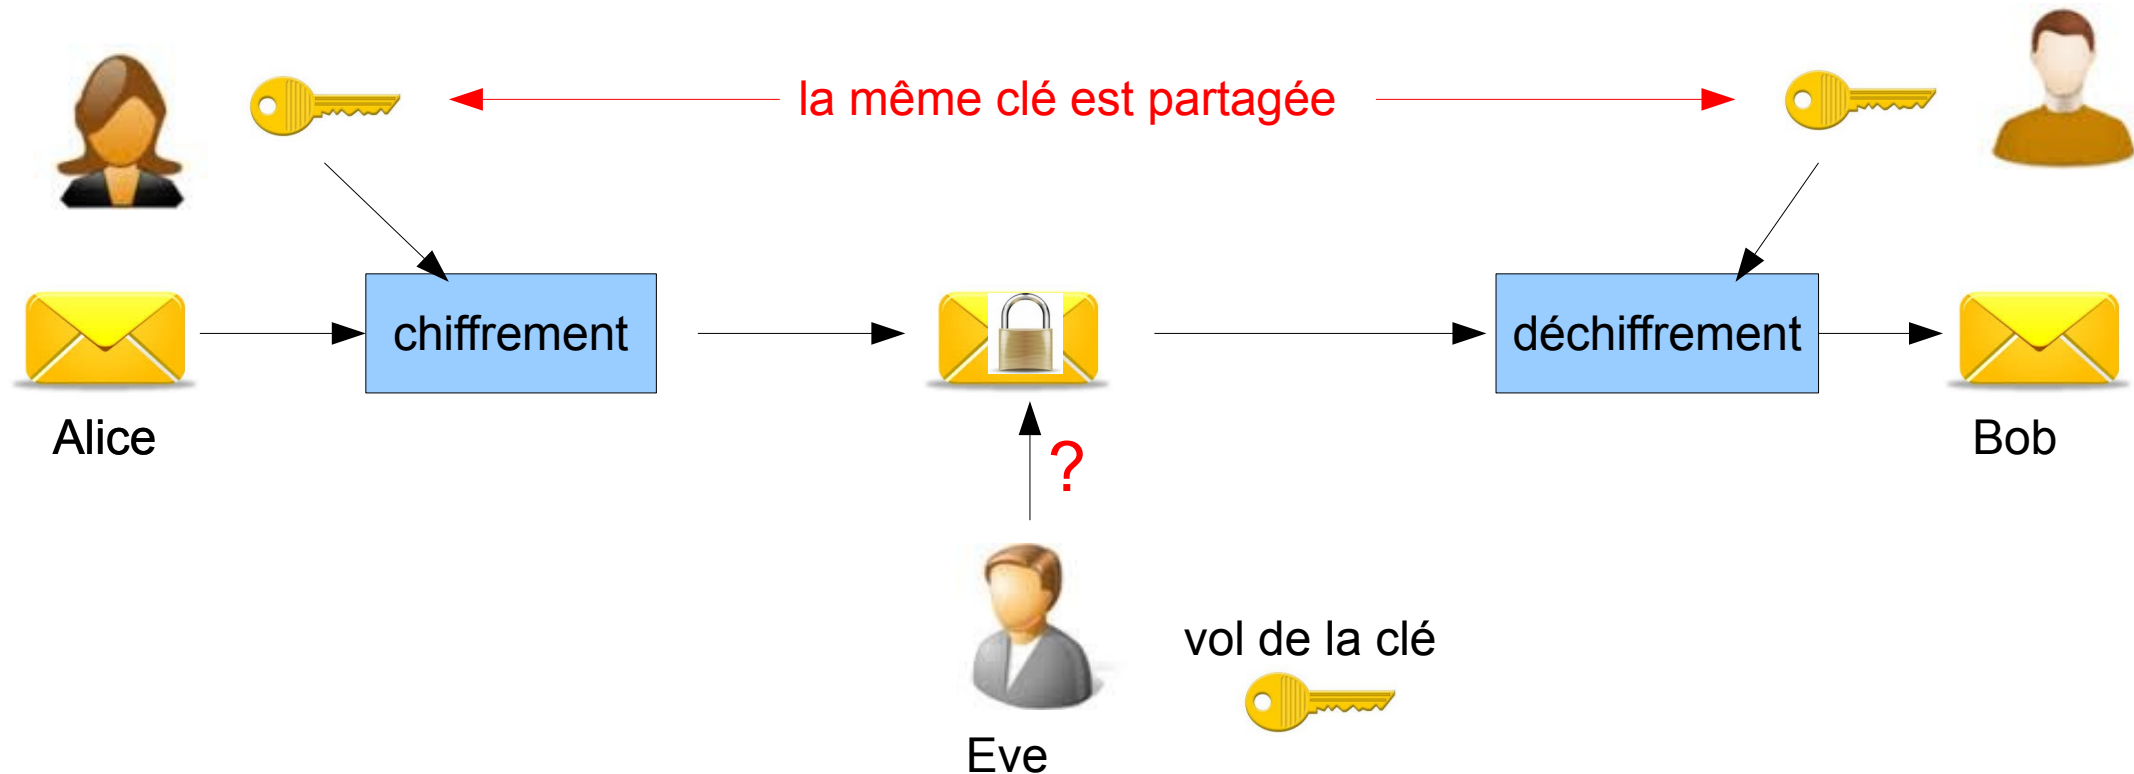 la même clé est partagée
chiffrement
déchiffrement
Alice
Bob
?
vol de la clé
Eve